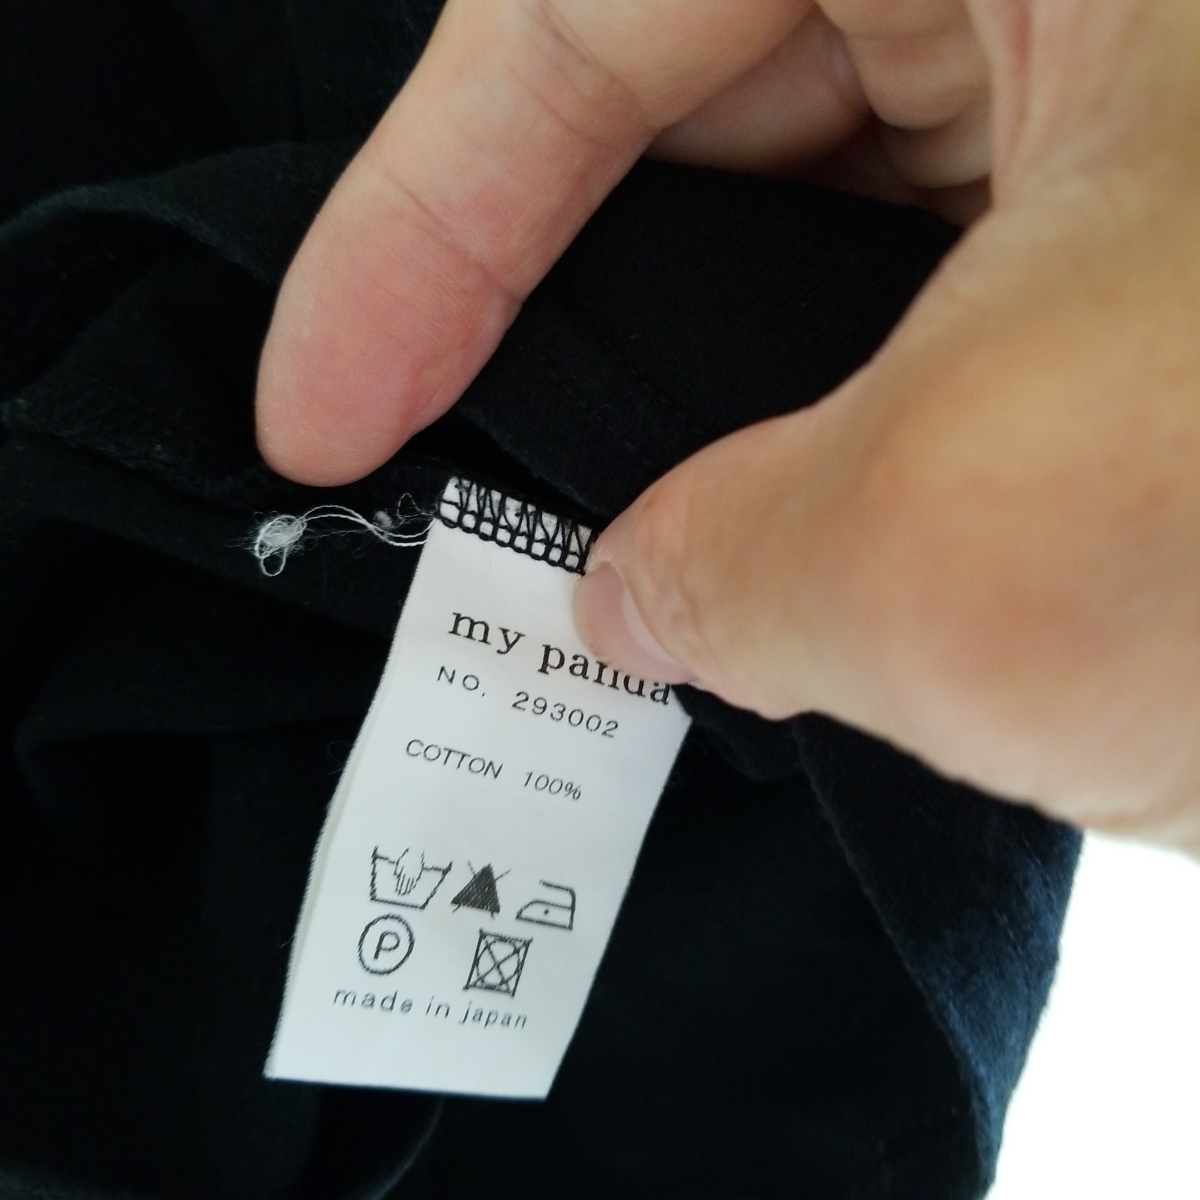 my panda
NO. 293002
COTTON 100%
P
made in japan